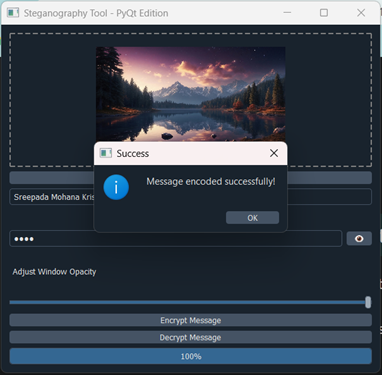 Steganography Tool - PyQt Edition
Success
Message encoded successfully!
OK
Sreepada Mohana
Adjust Window Opacity
Encrypt Message
Decrypt Message
100%